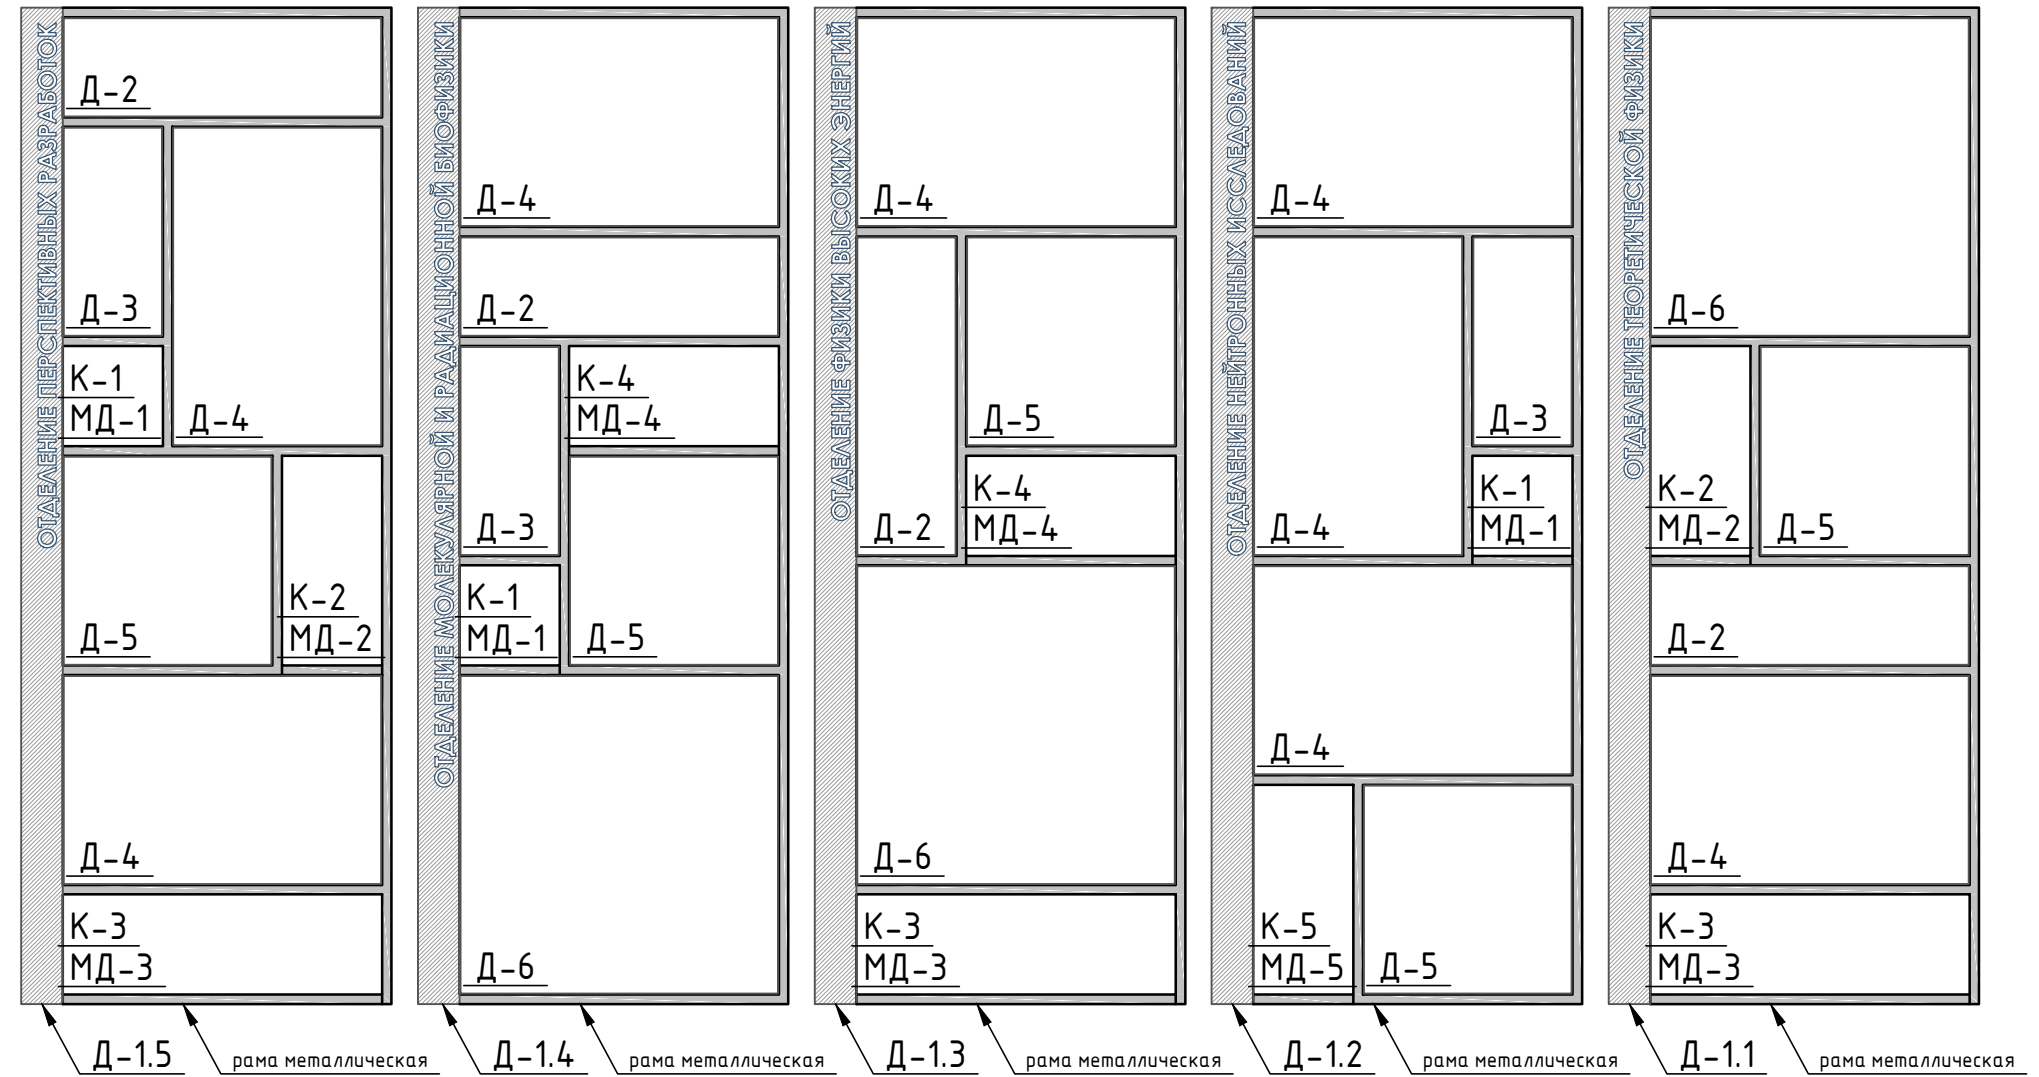 ОТДЕЛЕНИЕ ПЕРСПЕКТИВНЫХ РАЗРАБОТОК
Д-2
Д-3
К-1
МД-1
Д-4
Д-5
К-2
МД-2
Д-4
К-3
МД-3
Д-1.5
рама металлическая
ОТДЕЛЕНИЕ МОЛЕКУЛЯРНОЙ И РАДИАЦИОННОЙ БИОФИЗИКИ
Д-4
Д-2
К-4
МД-4
Д-3
К-1
МД-1
Д-5
Д-6
Д-1.4
рама металлическая
ОТДЕЛЕНИЕ ФИЗИКИ ВЫСОКИХ ЭНЕРГИЙ
Д-4
Д-5
Д-2
К-4
МД-4
Д-6
К-3
МД-3
Д-1.3
рама металлическая
ОТДЕЛЕНИЕ НЕЙТРОННЫХ ИССЛЕДОВАНИЙ
Д-4
Д-3
Д-4
К-1
МД-1
Д-4
К-5
МД-5
Д-5
Д-1.2
рама металлическая
ОТДЕЛЕНИЕ ТЕОРЕТИЧЕСКОЙ ФИЗИКИ
Д-6
К-2
МД-2
Д-5
Д-2
Д-4
К-3
МД-3
Д-1.1
рама металлическая